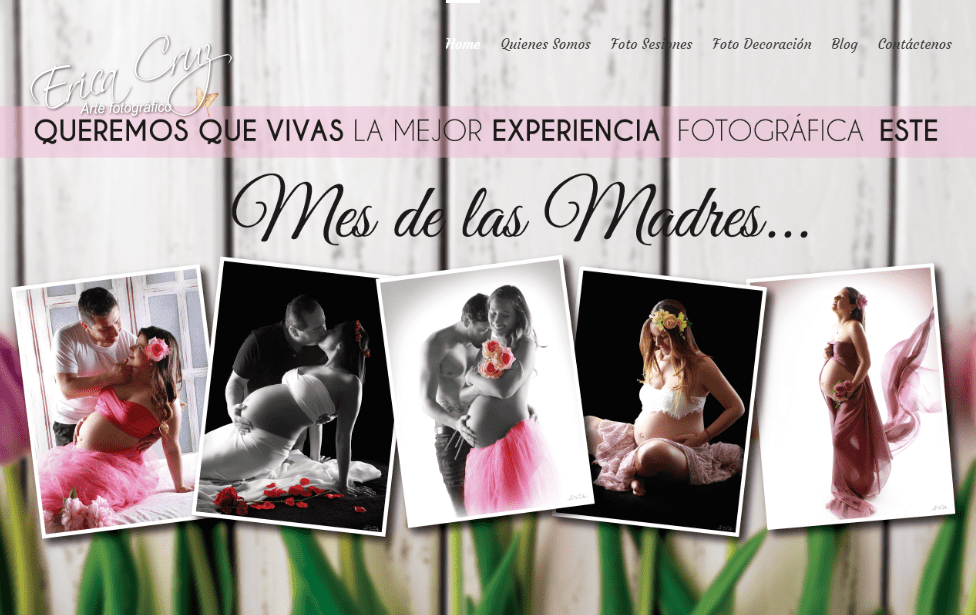 Home Quienes Somos Foto Sesiones Foto Decoración Blog Contáctenos
Erica Cruz
Arte fotográfico
QUEREMOS QUE VIVAS LA MEJOR EXPERIENCIA FOTOGRÁFICA ESTE
Mes de las Madres...